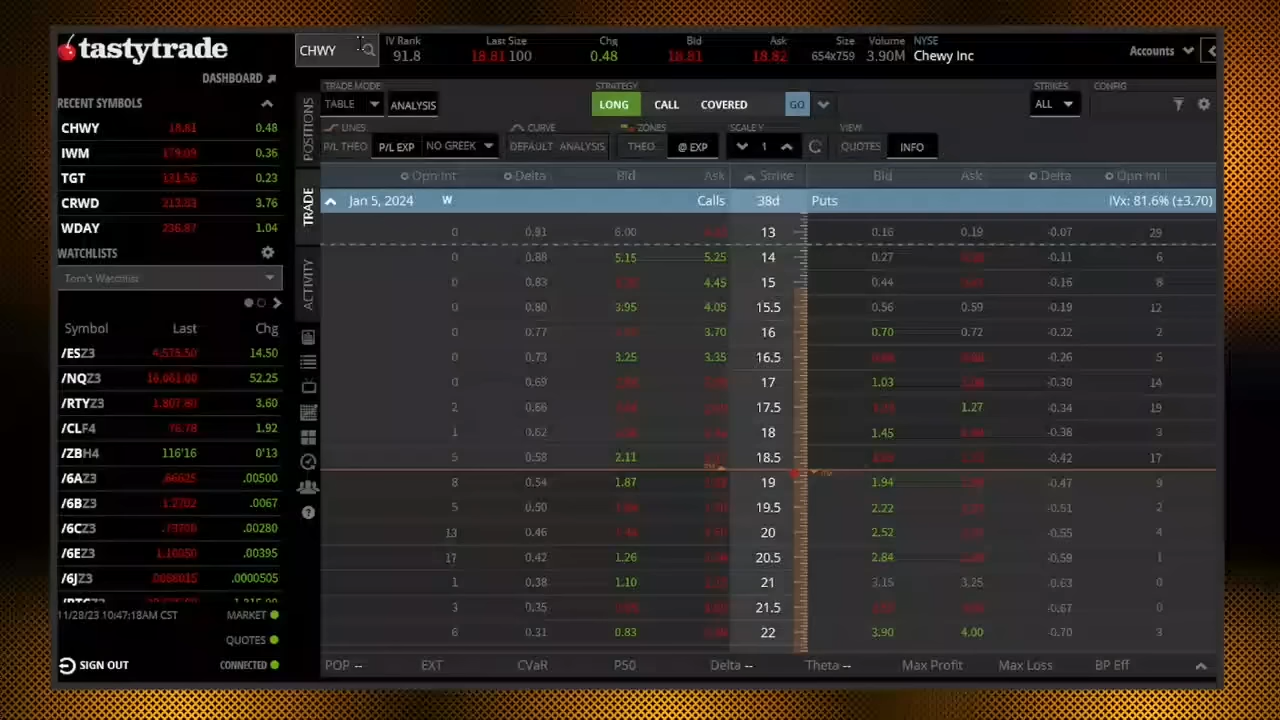 tastytrade
CHWY
IV Rank Last Size Chg Bid Ask Size Volume NYSE
91.8 18.81 100 0.48 18.81 18.82 654x759 3.90M Chewy Inc
Accounts
DASHBOARD
RECENT SYMBOLS
CHWY 18.81 0.48
IWM 179.09 0.36
TGT 131.56 0.23
CRWD 213.83 3.76
WDAY 236.87 1.04
WATCHLISTS
Tom's Watchlist
Symbol Last Chg
/ESZ3 4,575.50 14.50
/NQZ3 16,061.00 52.25
/RTYZ3 1,807.80 3.60
/CLF4 76.78 1.92
/ZBH4 116'16 0'13
/6AZ3 .66625 .00500
/6BZ3 1.2702 .0067
/6CZ3 .73700 .00280
/6EZ3 1.10050 .00395
/6JZ3 .0000505
11/28/23 10:47:18AM CST MARKET
QUOTES
SIGN OUT CONNECTED
POSITIONS
TRADE
ACTIVITY
TRADE MODE STRATEGY STRIKES CONFIG
TABLE ANALYSIS LONG CALL COVERED GO ALL
LINES CURVE ZONES SCALE Y VIEW
P/L THEO P/L EXP NO GREEK DEFAULT ANALYSIS THEO @ EXP 1 QUOTES INFO
Opn Int Delta Bid Ask Strike Bid Ask Delta Opn Int
Jan 5, 2024 W Calls 38d Puts IVx: 81.6% (±3.70)
0 0.91 6.00 13 0.16 0.19 -0.07 29
0 0.88 5.15 5.25 14 0.27 -0.11 6
0 0.83 4.45 15 0.44 -0.16 8
0 0.80 3.95 4.05 15.5 0.56 0.59 -0.19 12
0 0.77 3.70 16 0.70 0.72 -0.22 2
0 0.73 3.25 3.35 16.5 -0.26 5
0 0.69 17 1.03 -0.30 14
2 0.66 17.5 1.27 -0.34 19
1 0.62 18 1.45 -0.38 3
5 0.58 2.11 18.5 -0.42 17
8 0.54 1.87 19 1.94 -0.47 9
5 0.50 19.5 2.22 -0.51 2
13 0.46 20 2.52 -0.55 4
17 0.42 1.26 20.5 2.84 -0.59 1
1 0.38 1.10 21 3.15 3.25 -0.63 0
3 0.35 21.5 -0.67 0
6 0.31 0.83 22 3.90 4.00 -0.70 3
POP -- EXT CVaR P50 Delta -- Theta -- Max Profit Max Loss BP Eff